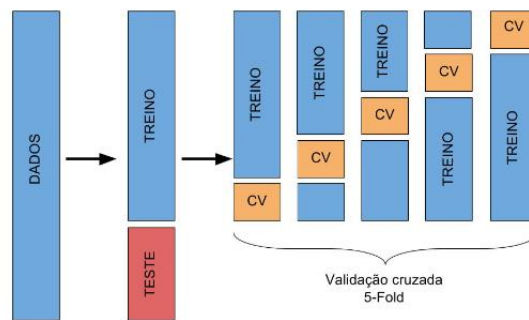 DADOS
TREINO
TESTE
TREINO
CV
TREINO
CV
TREINO
CV
CV
TREINO
CV
TREINO
Validação cruzada
5-Fold